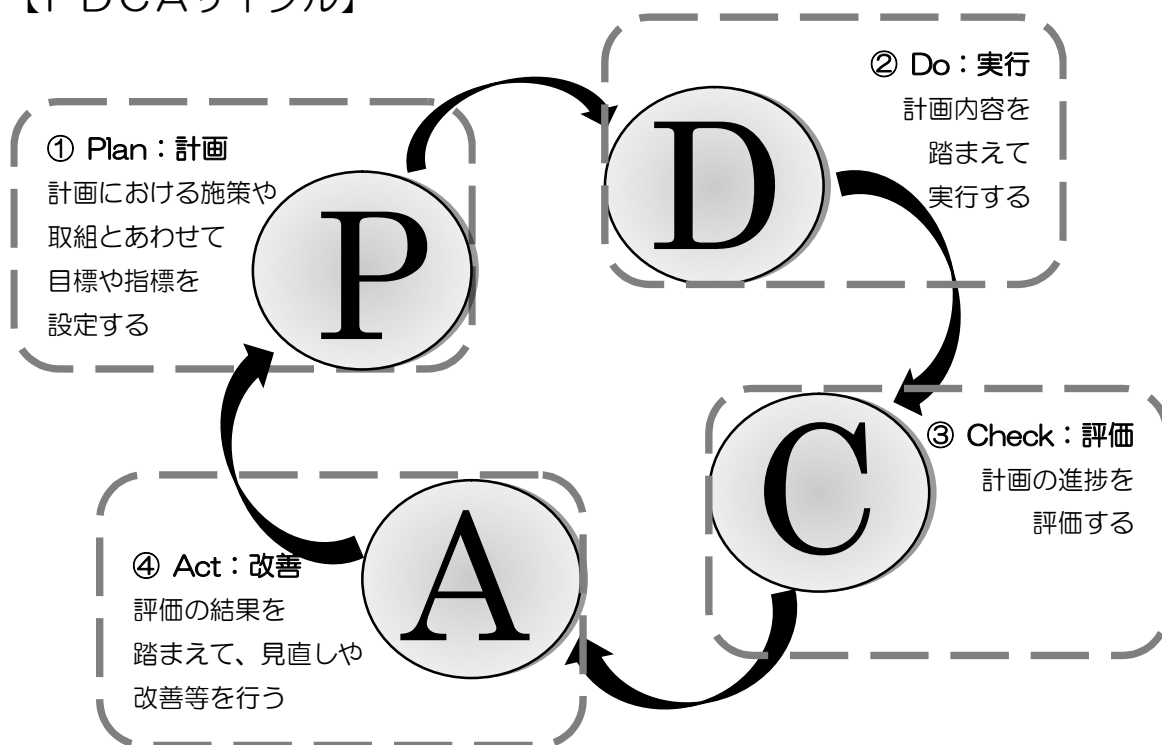 【PDCAサイクル】
① Plan:計画
計画における施策や
取組とあわせて
目標や指標を
設定する
P
② Do:実行
計画内容を
踏まえて
実行する
D
③ Check:評価
計画の進捗を
評価する
C
④ Act:改善
評価の結果を
踏まえて、見直しや
改善等を行う
A